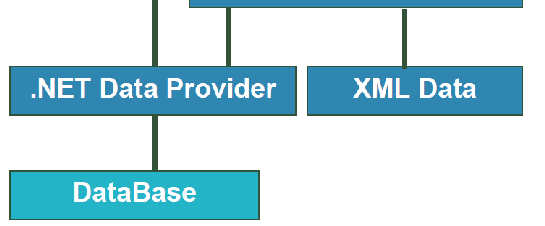 .NET Data Provider
XML Data
DataBase